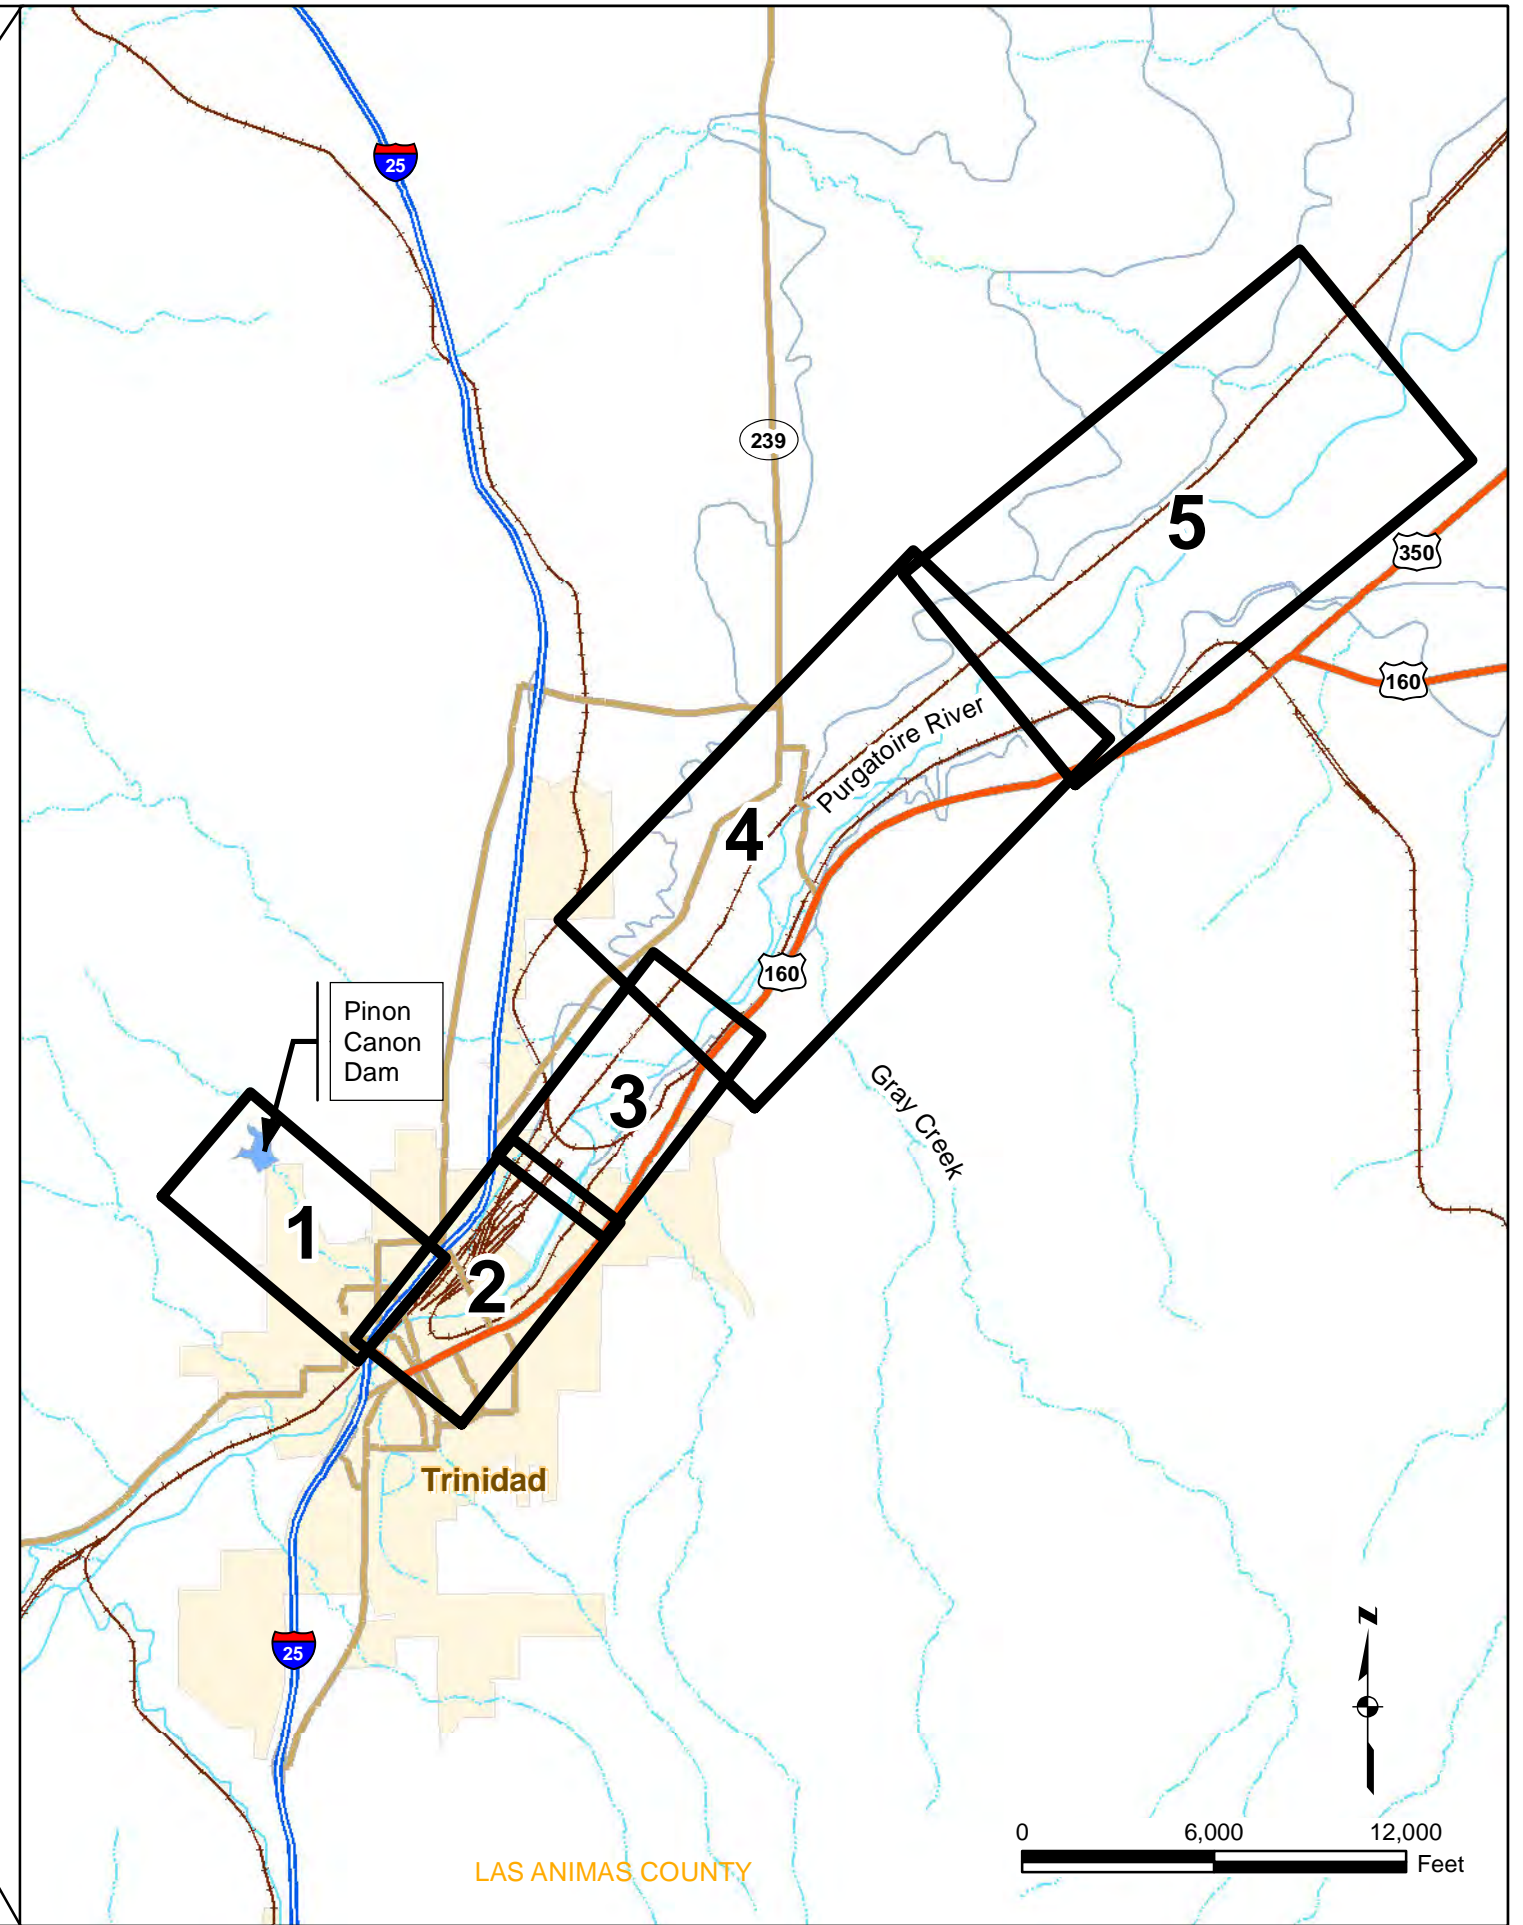 25
239
5
350
160
Purgatoire River
4
160
Pinon
Canon
Dam
3
Gray Creek
1
2
Trinidad
N
25
0 6,000 12,000
Feet
LAS ANIMAS COUNTY